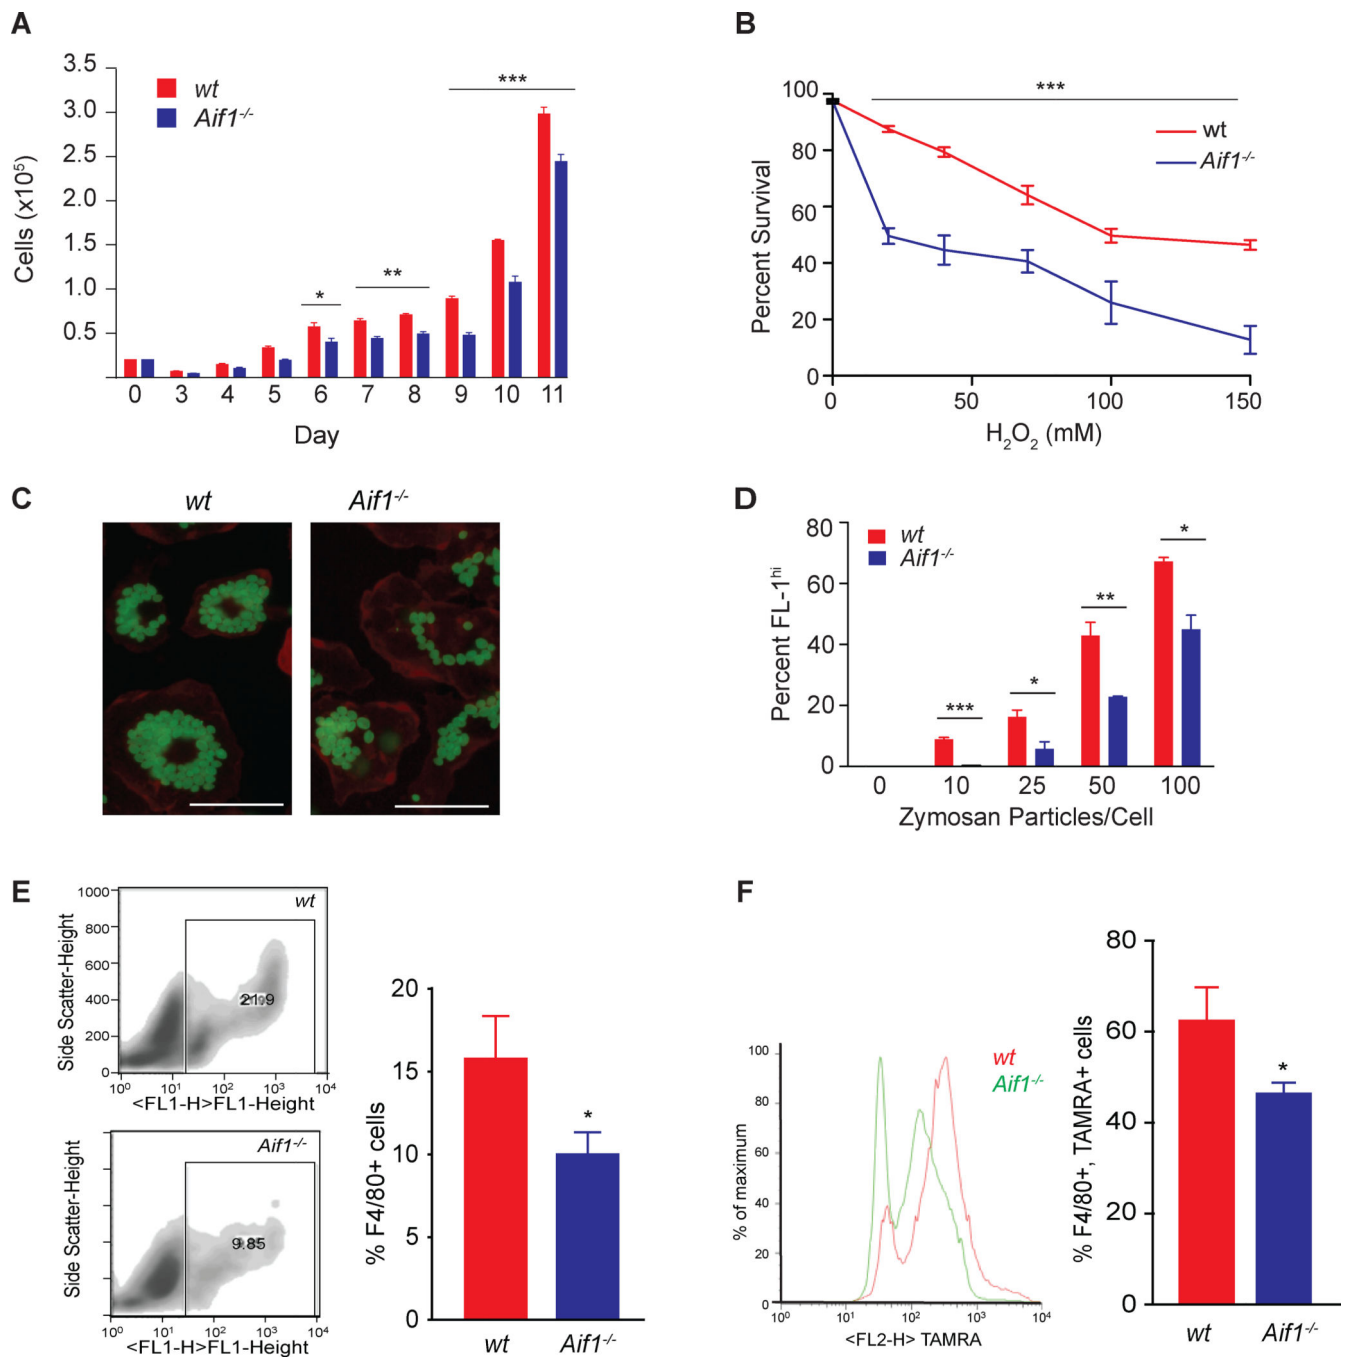 A
3.5
3.0
2.5
2.0
1.5
1.0
0.5
Cells (x10⁵)
wt
Aif1⁻/⁻
*
**
***
0 3 4 5 6 7 8 9 10 11
Day
B
100
80
60
40
20
0
Percent Survival
***
wt
Aif1⁻/⁻
0 50 100 150
H₂O₂ (mM)
C
wt Aif1⁻/⁻
D
80
60
40
20
0
Percent FL-1ʰⁱ
wt
Aif1⁻/⁻
***
*
**
*
0 10 25 50 100
Zymosan Particles/Cell
E
1000
800
600
400
200
0
Side Scatter-Height
wt
21.9
10⁰ 10¹ 10² 10³ 10⁴
<FL1-H>FL1-Height
Side Scatter-Height
Aif1⁻/⁻
9.85
10⁰ 10¹ 10² 10³ 10⁴
<FL1-H>FL1-Height
20
15
10
5
0
% F4/80+ cells
*
wt Aif1⁻/⁻
F
100
80
60
40
20
0
% of maximum
wt
Aif1⁻/⁻
10⁰ 10¹ 10² 10³ 10⁴
<FL2-H> TAMRA
80
60
40
20
0
% F4/80+, TAMRA+ cells
*
wt Aif1⁻/⁻